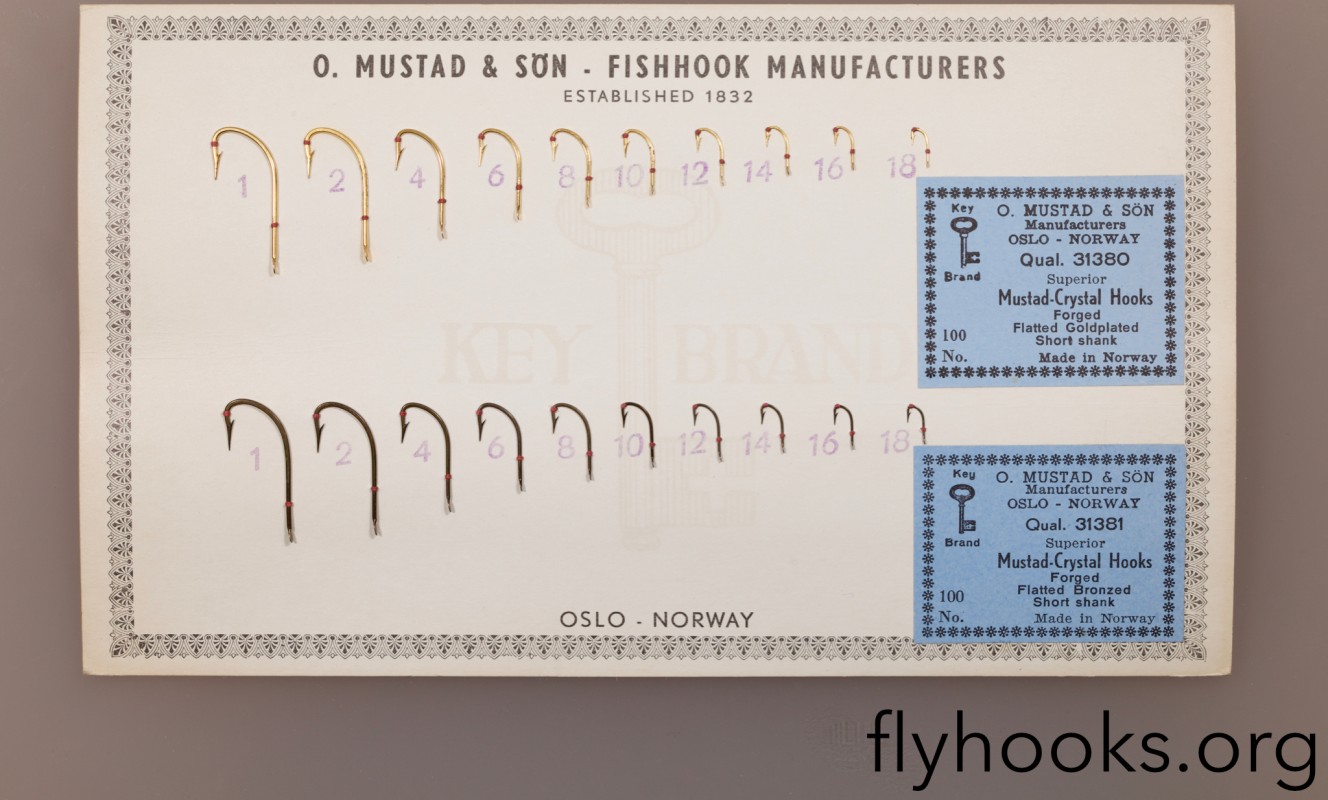 O. MUSTAD & SÖN - FISHHOOK MANUFACTURERS
ESTABLISHED 1832
1 2 4 6 8 10 12 14 16 18
Key
Brand
100
No.
O. MUSTAD & SÖN
Manufacturers
OSLO - NORWAY
Qual. 31380
Superior
Mustad-Crystal Hooks
Forged
Flatted Goldplated
Short shank
Made in Norway
KEY BRAND
1 2 4 6 8 10 12 14 16 18
Key
Brand
100
No.
O. MUSTAD & SÖN
Manufacturers
OSLO - NORWAY
Qual. 31381
Superior
Mustad-Crystal Hooks
Forged
Flatted Bronzed
Short shank
Made in Norway
OSLO - NORWAY
flyhooks.org